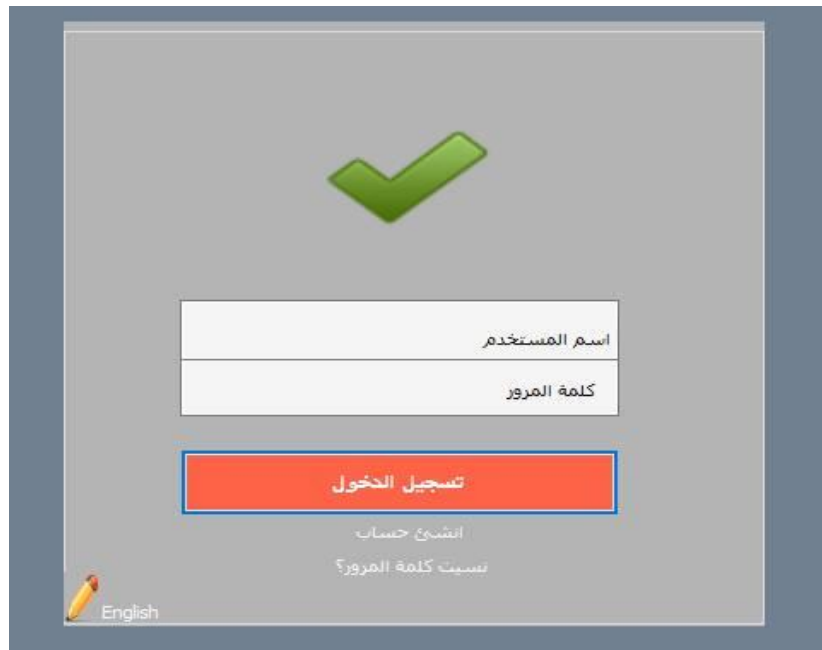 اسم المستخدم
كلمة المرور
تسجيل الدخول
انشئ حساب
نسيت كلمة المرور؟
English